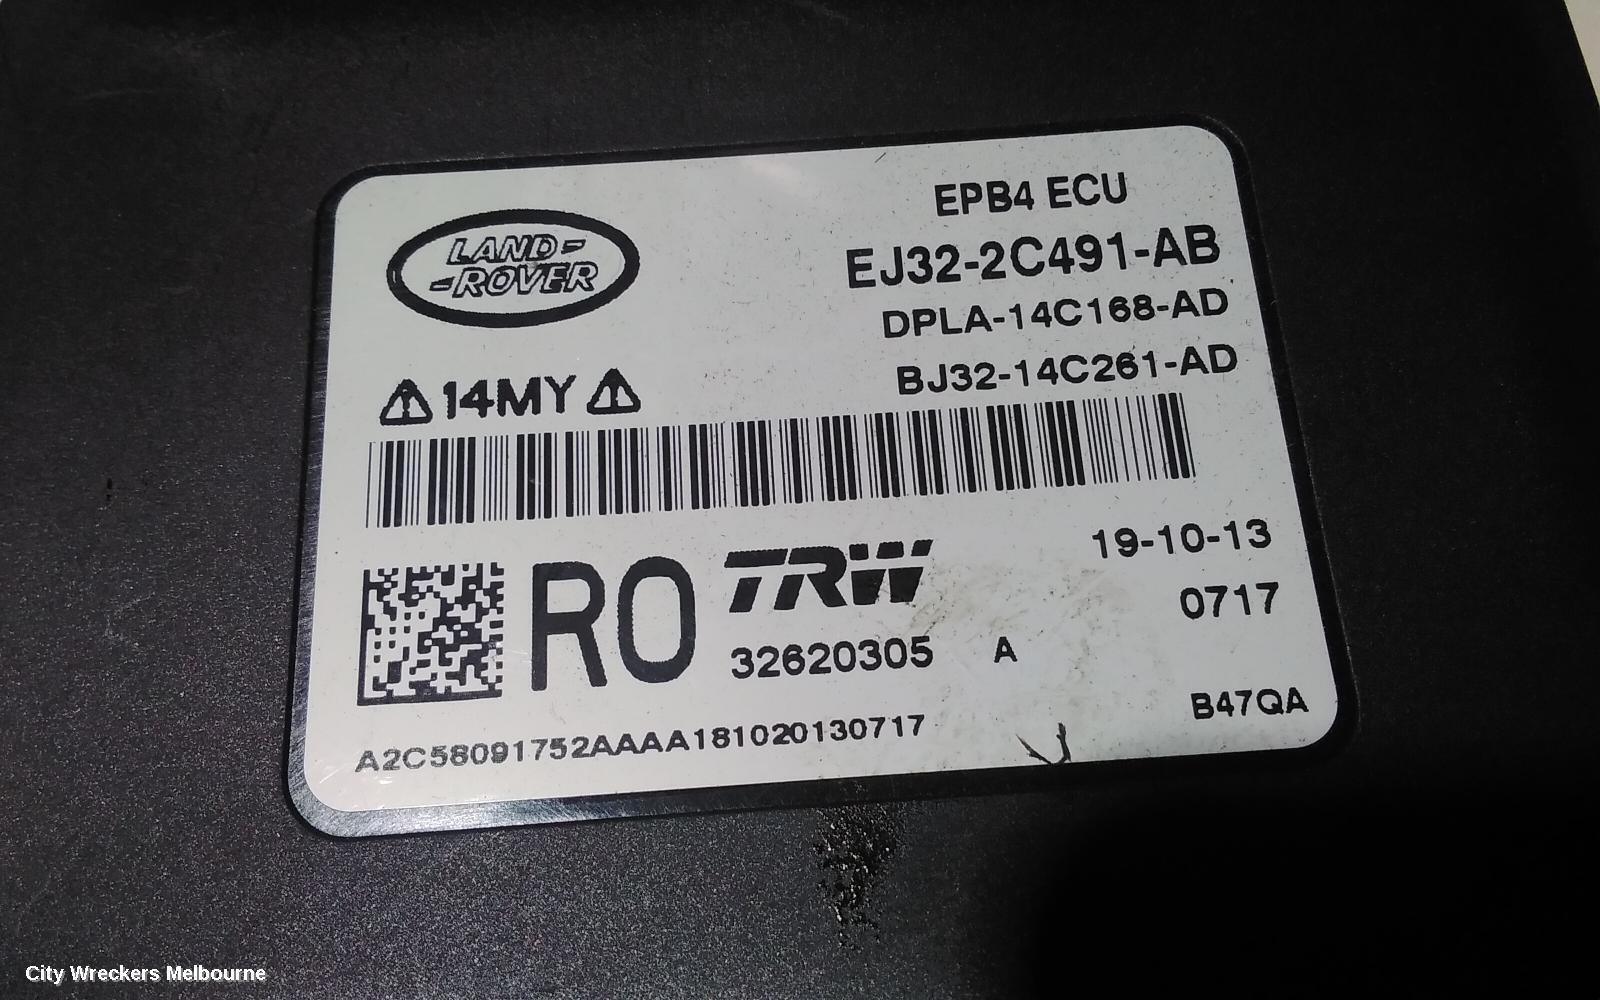 EPB4 ECU
LAND-
-ROVER
EJ32-2C491-AB
DPLA-14C168-AD
BJ32-14C261-AD
14MY
19-10-13
RO TRW
0717
32620305 A
B47QA
A2C58091752AAAA181020130717
City Wreckers Melbourne